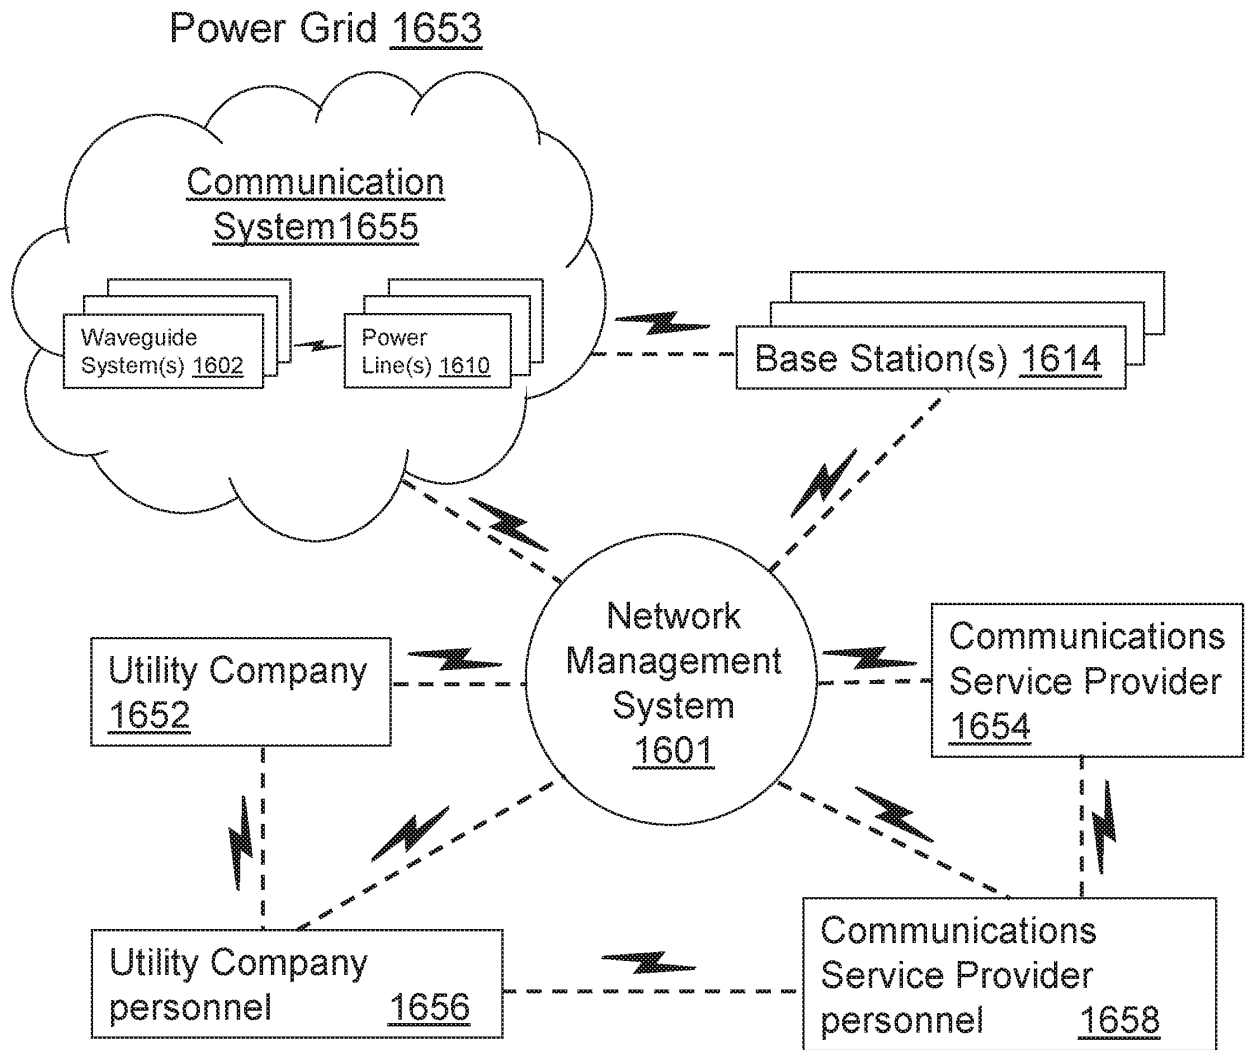 Power Grid 1653
Communication
System1655
Waveguide
System(s) 1602
Power
Line(s) 1610
Base Station(s) 1614
Network
Management
System
1601
Utility Company
1652
Communications
Service Provider
1654
Utility Company
personnel 1656
Communications
Service Provider
personnel 1658